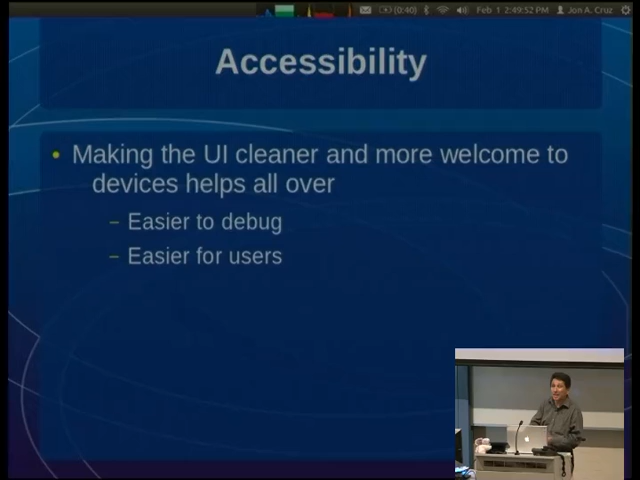 (0:40) Feb 1 2:49:52 PM Jon A. Cruz
Accessibility
• Making the UI cleaner and more welcome to
devices helps all over
– Easier to debug
– Easier for users